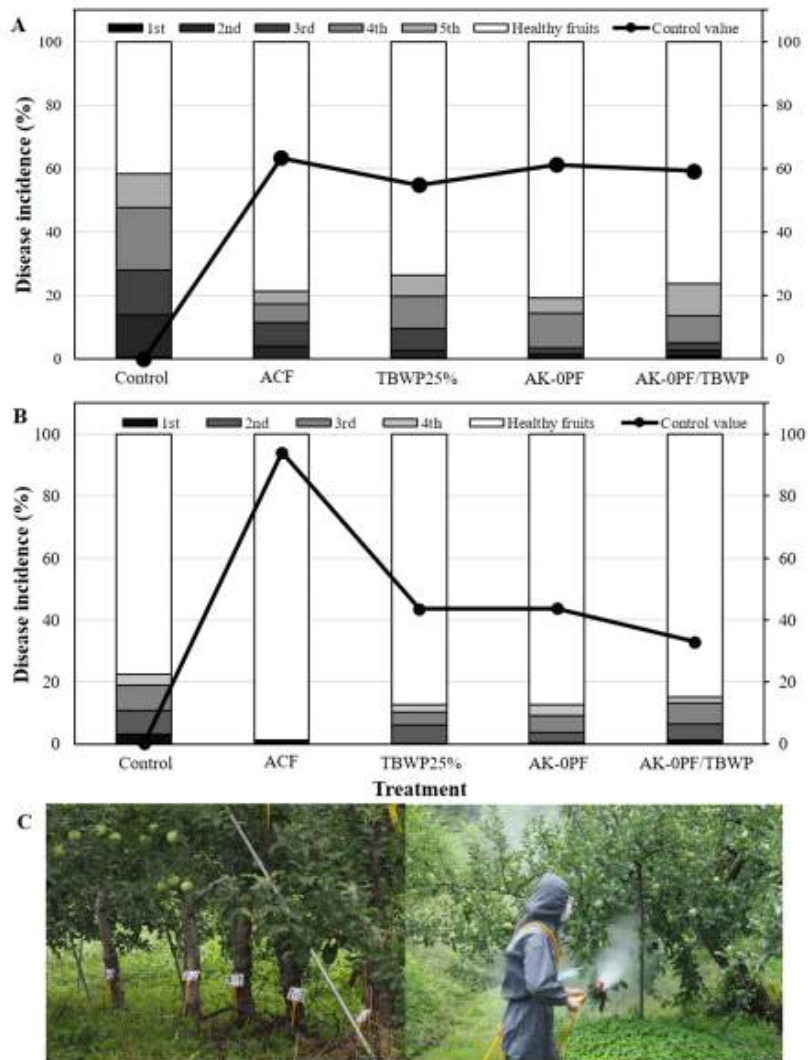 A
1st 2nd 3rd 4th 5th Healthy fruits Control value
100 100
80 80
60 60
40 40
20 20
0 0
Disease incidence (%)
Control ACF TBWP25% AK-0PF AK-0PF/TBWP
B
1st 2nd 3rd 4th Healthy fruits Control value
100 100
80 80
60 60
40 40
20 20
0 0
Disease incidence (%)
Control ACF TBWP25% AK-0PF AK-0PF/TBWP
Treatment
C